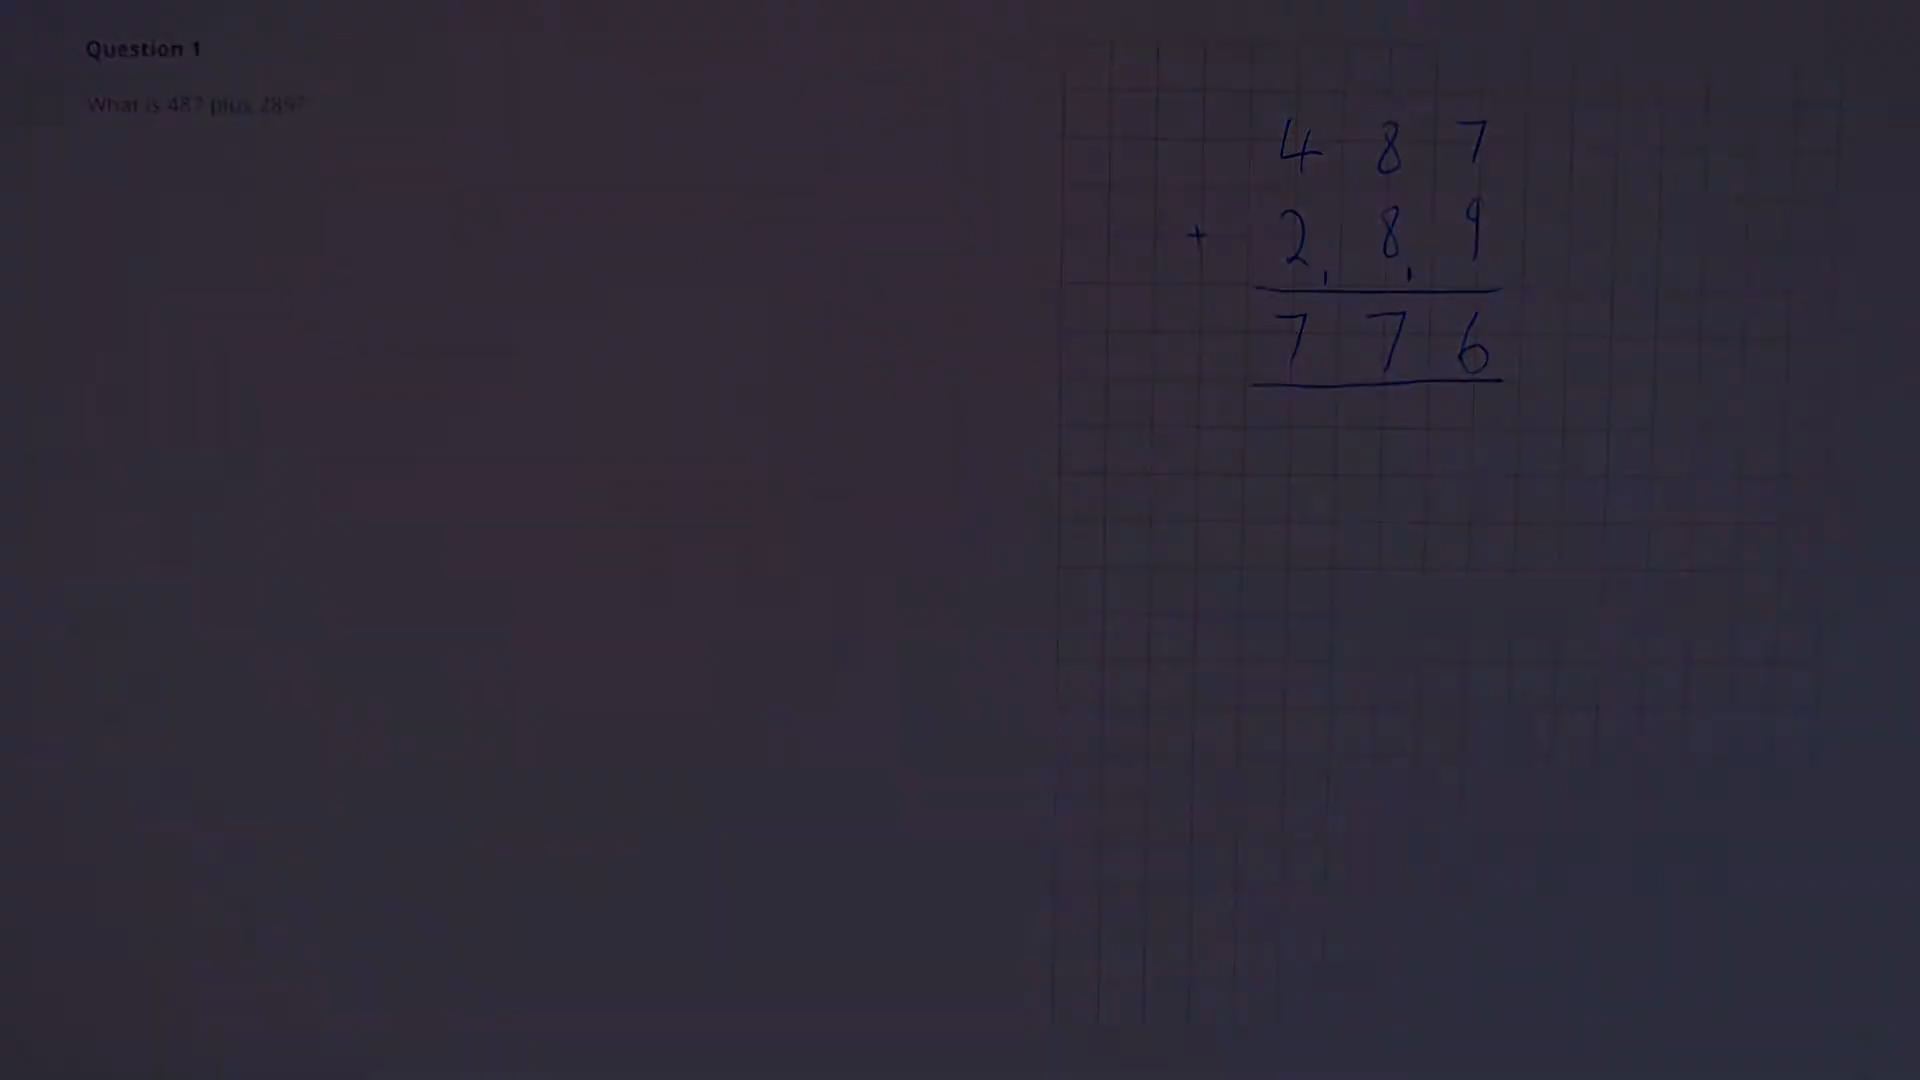 Question 1
What is 487 plus 289?
4 8 7
+ 2, 8, 9
7 7 6